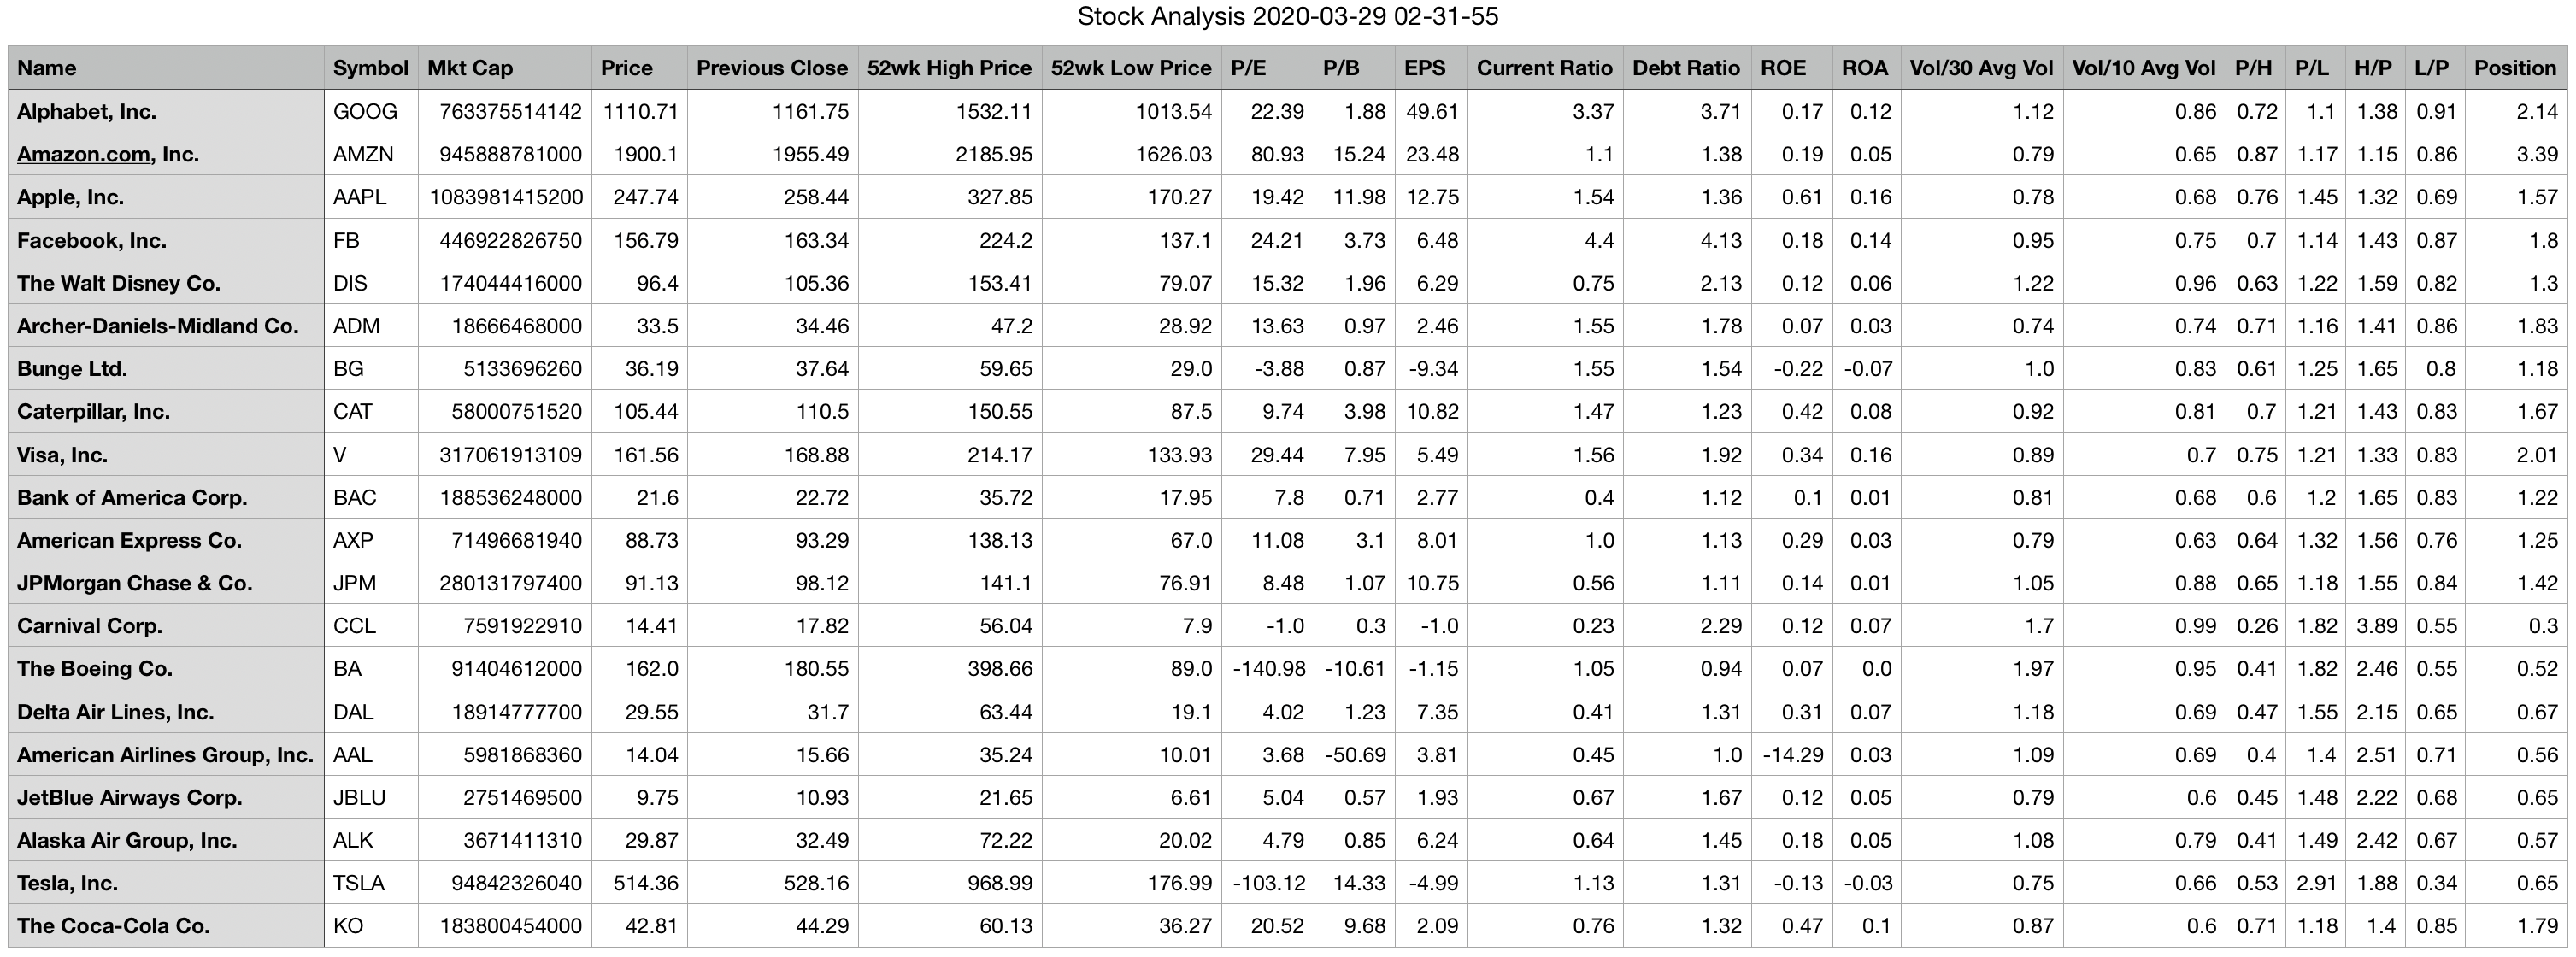 Stock Analysis 2020-03-29 02-31-55
Name Symbol Mkt Cap Price Previous Close 52wk High Price 52wk Low Price P/E P/B EPS Current Ratio Debt Ratio ROE ROA Vol/30 Avg Vol Vol/10 Avg Vol P/H P/L H/P L/P Position
Alphabet, Inc. GOOG 763375514142 1110.71 1161.75 1532.11 1013.54 22.39 1.88 49.61 3.37 3.71 0.17 0.12 1.12 0.86 0.72 1.1 1.38 0.91 2.14
Amazon.com, Inc. AMZN 945888781000 1900.1 1955.49 2185.95 1626.03 80.93 15.24 23.48 1.1 1.38 0.19 0.05 0.79 0.65 0.87 1.17 1.15 0.86 3.39
Apple, Inc. AAPL 1083981415200 247.74 258.44 327.85 170.27 19.42 11.98 12.75 1.54 1.36 0.61 0.16 0.78 0.68 0.76 1.45 1.32 0.69 1.57
Facebook, Inc. FB 446922826750 156.79 163.34 224.2 137.1 24.21 3.73 6.48 4.4 4.13 0.18 0.14 0.95 0.75 0.7 1.14 1.43 0.87 1.8
The Walt Disney Co. DIS 174044416000 96.4 105.36 153.41 79.07 15.32 1.96 6.29 0.75 2.13 0.12 0.06 1.22 0.96 0.63 1.22 1.59 0.82 1.3
Archer-Daniels-Midland Co. ADM 18666468000 33.5 34.46 47.2 28.92 13.63 0.97 2.46 1.55 1.78 0.07 0.03 0.74 0.74 0.71 1.16 1.41 0.86 1.83
Bunge Ltd. BG 5133696260 36.19 37.64 59.65 29.0 -3.88 0.87 -9.34 1.55 1.54 -0.22 -0.07 1.0 0.83 0.61 1.25 1.65 0.8 1.18
Caterpillar, Inc. CAT 58000751520 105.44 110.5 150.55 87.5 9.74 3.98 10.82 1.47 1.23 0.42 0.08 0.92 0.81 0.7 1.21 1.43 0.83 1.67
Visa, Inc. V 317061913109 161.56 168.88 214.17 133.93 29.44 7.95 5.49 1.56 1.92 0.34 0.16 0.89 0.7 0.75 1.21 1.33 0.83 2.01
Bank of America Corp. BAC 188536248000 21.6 22.72 35.72 17.95 7.8 0.71 2.77 0.4 1.12 0.1 0.01 0.81 0.68 0.6 1.2 1.65 0.83 1.22
American Express Co. AXP 71496681940 88.73 93.29 138.13 67.0 11.08 3.1 8.01 1.0 1.13 0.29 0.03 0.79 0.63 0.64 1.32 1.56 0.76 1.25
JPMorgan Chase & Co. JPM 280131797400 91.13 98.12 141.1 76.91 8.48 1.07 10.75 0.56 1.11 0.14 0.01 1.05 0.88 0.65 1.18 1.55 0.84 1.42
Carnival Corp. CCL 7591922910 14.41 17.82 56.04 7.9 -1.0 0.3 -1.0 0.23 2.29 0.12 0.07 1.7 0.99 0.26 1.82 3.89 0.55 0.3
The Boeing Co. BA 91404612000 162.0 180.55 398.66 89.0 -140.98 -10.61 -1.15 1.05 0.94 0.07 0.0 1.97 0.95 0.41 1.82 2.46 0.55 0.52
Delta Air Lines, Inc. DAL 18914777700 29.55 31.7 63.44 19.1 4.02 1.23 7.35 0.41 1.31 0.31 0.07 1.18 0.69 0.47 1.55 2.15 0.65 0.67
American Airlines Group, Inc. AAL 5981868360 14.04 15.66 35.24 10.01 3.68 -50.69 3.81 0.45 1.0 -14.29 0.03 1.09 0.69 0.4 1.4 2.51 0.71 0.56
JetBlue Airways Corp. JBLU 2751469500 9.75 10.93 21.65 6.61 5.04 0.57 1.93 0.67 1.67 0.12 0.05 0.79 0.6 0.45 1.48 2.22 0.68 0.65
Alaska Air Group, Inc. ALK 3671411310 29.87 32.49 72.22 20.02 4.79 0.85 6.24 0.64 1.45 0.18 0.05 1.08 0.79 0.41 1.49 2.42 0.67 0.57
Tesla, Inc. TSLA 94842326040 514.36 528.16 968.99 176.99 -103.12 14.33 -4.99 1.13 1.31 -0.13 -0.03 0.75 0.66 0.53 2.91 1.88 0.34 0.65
The Coca-Cola Co. KO 183800454000 42.81 44.29 60.13 36.27 20.52 9.68 2.09 0.76 1.32 0.47 0.1 0.87 0.6 0.71 1.18 1.4 0.85 1.79